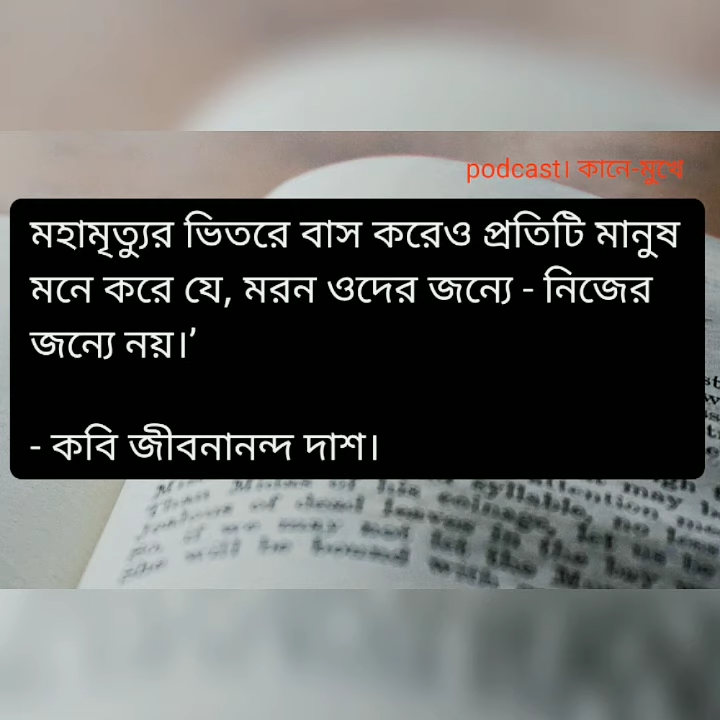 podcast। কানে-মুখে
মহামৃত্যুর ভিতরে বাস করেও প্রতিটি মানুষ
মনে করে যে, মরন ওদের জন্যে - নিজের
জন্যে নয়।’
- কবি জীবনানন্দ দাশ।